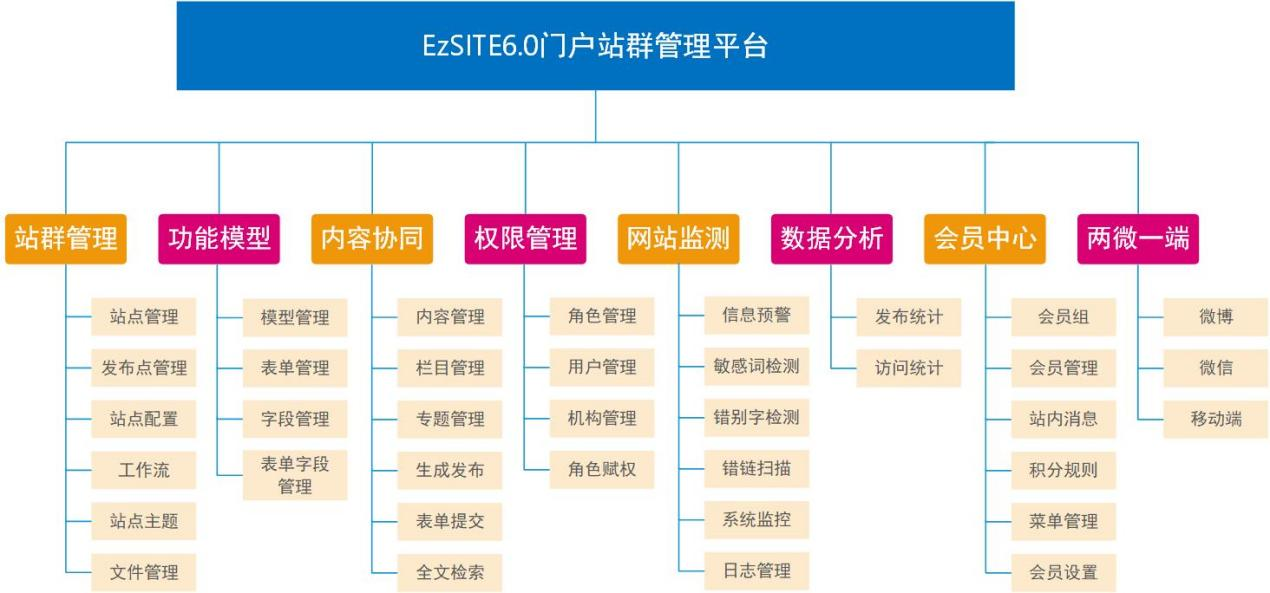 EzSITE6.0门户站群管理平台
站群管理
站点管理
发布点管理
站点配置
工作流
站点主题
文件管理
功能模型
模型管理
表单管理
字段管理
表单字段
管理
内容协同
内容管理
栏目管理
专题管理
生成发布
表单提交
全文检索
权限管理
角色管理
用户管理
机构管理
角色赋权
网站监测
信息预警
敏感词检测
错别字检测
错链扫描
系统监控
日志管理
数据分析
发布统计
访问统计
会员中心
会员组
会员管理
站内消息
积分规则
菜单管理
会员设置
两微一端
微博
微信
移动端